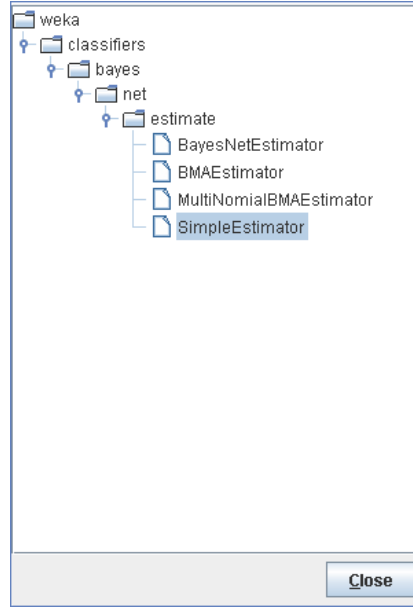 weka
classifiers
bayes
net
estimate
BayesNetEstimator
BMAEstimator
MultiNomialBMAEstimator
SimpleEstimator
Close